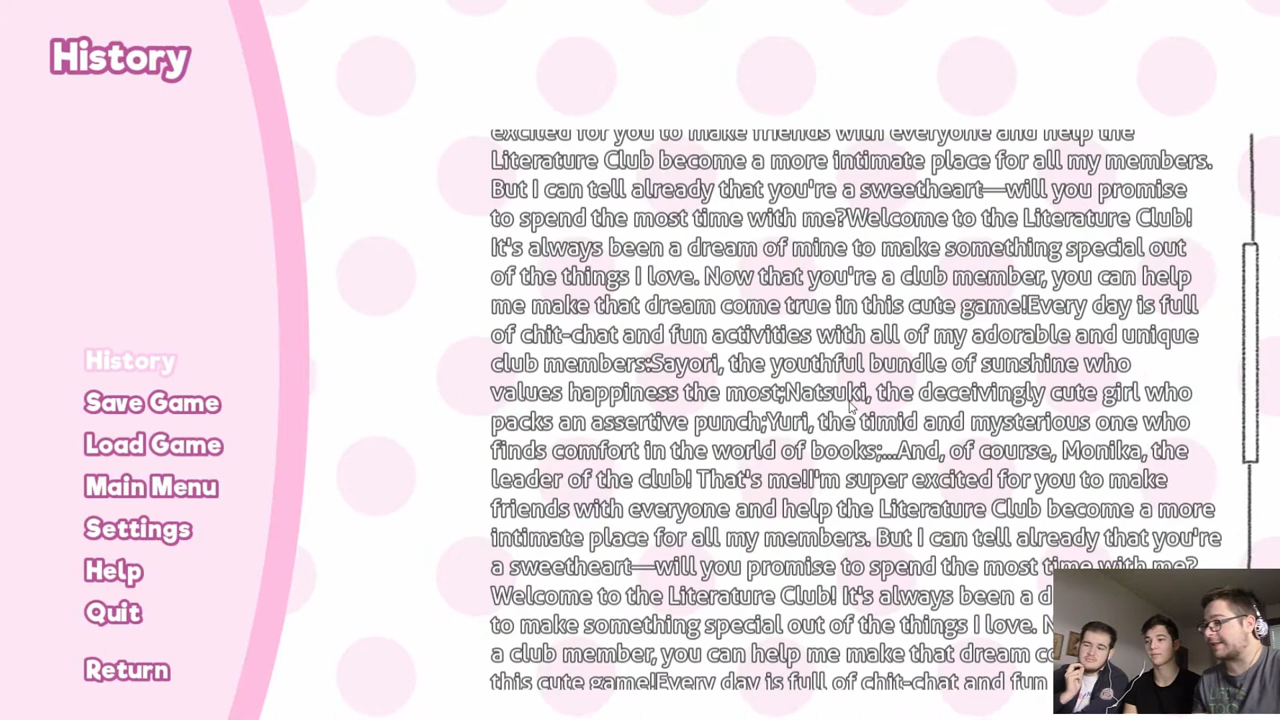 History
excited for you to make friends with everyone and help the
Literature Club become a more intimate place for all my members.
But I can tell already that you're a sweetheart—will you promise
to spend the most time with me?Welcome to the Literature Club!
It's always been a dream of mine to make something special out
of the things I love. Now that you're a club member, you can help
me make that dream come true in this cute game!Every day is full
of chit-chat and fun activities with all of my adorable and unique
club members:Sayori, the youthful bundle of sunshine who
values happiness the most;Natsuki, the deceivingly cute girl who
packs an assertive punch;Yuri, the timid and mysterious one who
finds comfort in the world of books;...And, of course, Monika, the
leader of the club! That's me!I'm super excited for you to make
friends with everyone and help the Literature Club become a more
intimate place for all my members. But I can tell already that you're
a sweetheart—will you promise to spend the most time with me?
Welcome to the Literature Club! It's always been a
to make something special out of the things I love.
a club member, you can help me make that dream
this cute game!Every day is full of chit-chat and fun
History
Save Game
Load Game
Main Menu
Settings
Help
Quit
Return